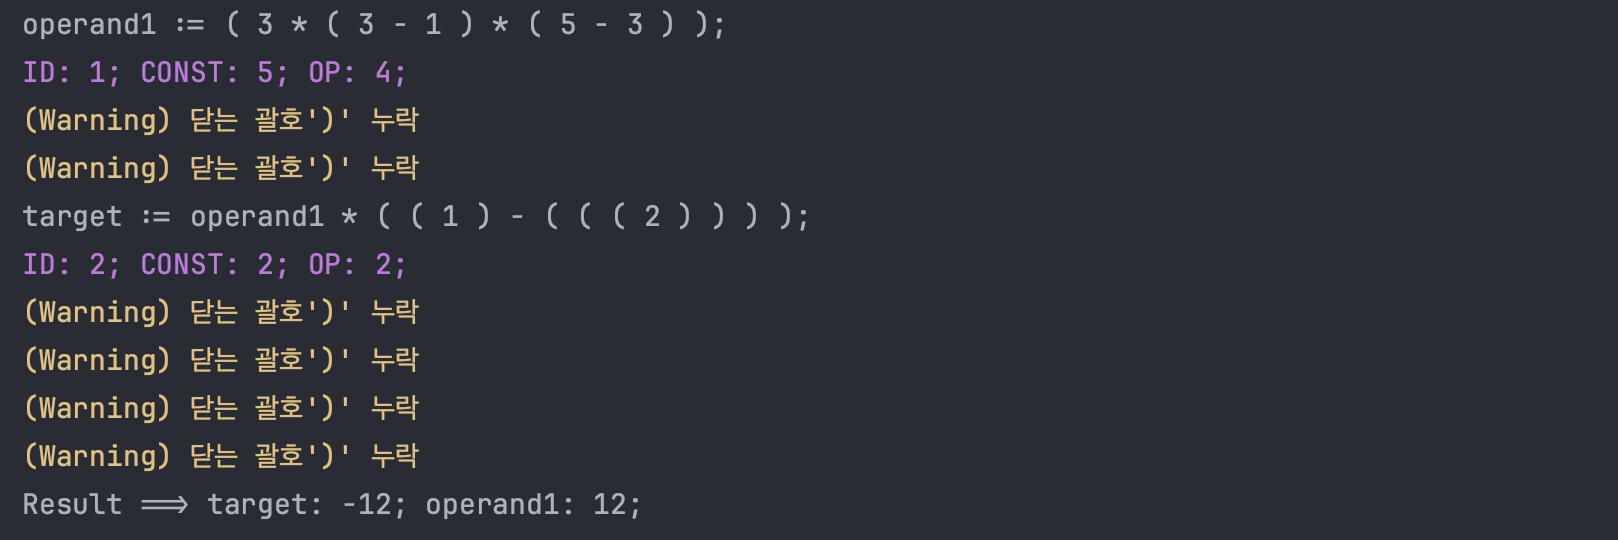 operand1 := ( 3 * ( 3 - 1 ) * ( 5 - 3 ) );
ID: 1; CONST: 5; OP: 4;
(Warning) 닫는 괄호')' 누락
(Warning) 닫는 괄호')' 누락
target := operand1 * ( ( 1 ) - ( ( ( 2 ) ) ) );
ID: 2; CONST: 2; OP: 2;
(Warning) 닫는 괄호')' 누락
(Warning) 닫는 괄호')' 누락
(Warning) 닫는 괄호')' 누락
(Warning) 닫는 괄호')' 누락
Result ==> target: -12; operand1: 12;